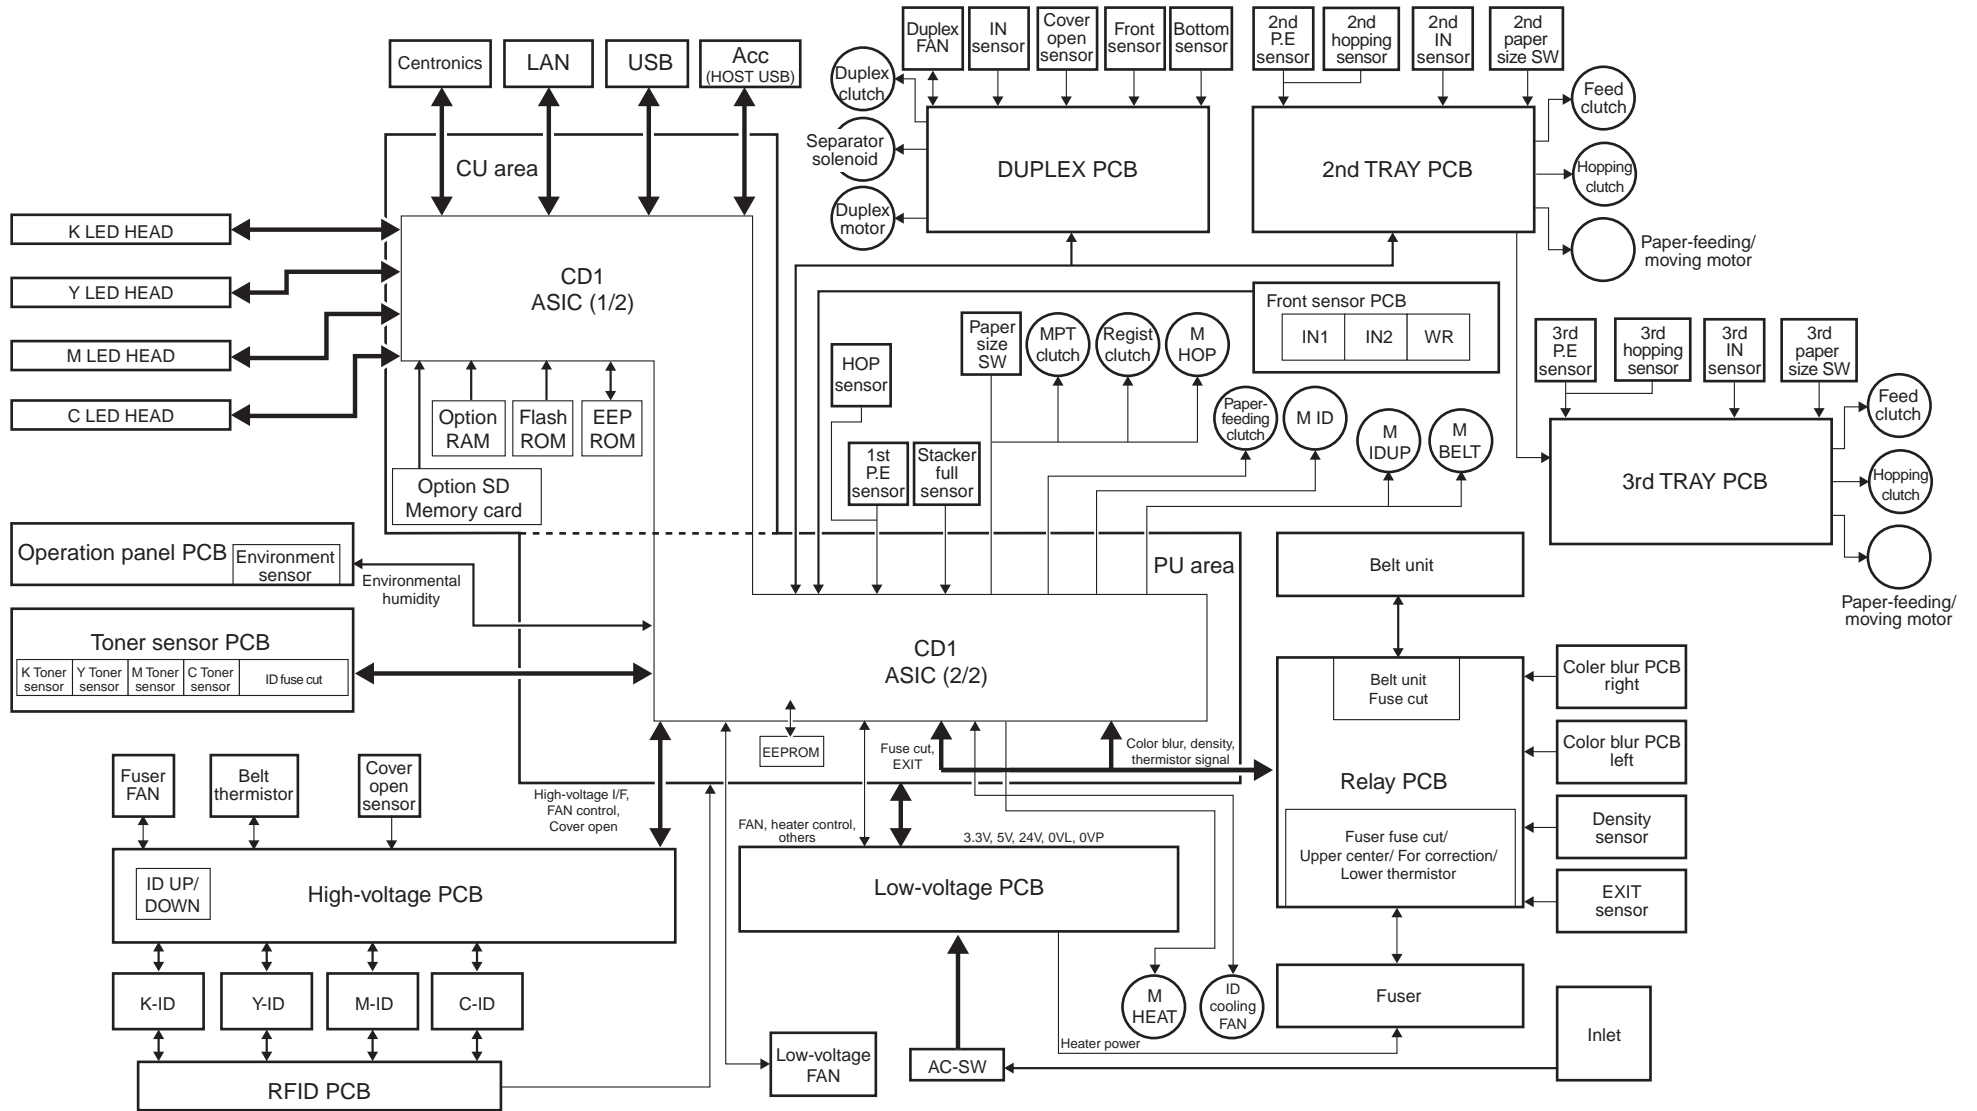 Centronics
LAN
USB
Acc
(HOST USB)
Duplex
FAN
IN
sensor
Cover
open
sensor
Front
sensor
Bottom
sensor
2nd
P.E
sensor
2nd
hopping
sensor
2nd
IN
sensor
2nd
paper
size SW
Duplex
clutch
Separator
solenoid
Duplex
motor
DUPLEX PCB
2nd TRAY PCB
Feed
clutch
Hopping
clutch
Paper-feeding/
moving motor
CU area
K LED HEAD
Y LED HEAD
M LED HEAD
C LED HEAD
CD1
ASIC (1/2)
Option
RAM
Flash
ROM
EEP
ROM
Option SD
Memory card
HOP
sensor
1st
P.E
sensor
Stacker
full
sensor
Paper
size
SW
MPT
clutch
Regist
clutch
M
HOP
Front sensor PCB
IN1
IN2
WR
Paper-
feeding
clutch
M ID
M
IDUP
M
BELT
3rd
P.E
sensor
3rd
hopping
sensor
3rd
IN
sensor
3rd
paper
size SW
3rd TRAY PCB
Feed
clutch
Hopping
clutch
Paper-feeding/
moving motor
Operation panel PCB
Environment
sensor
Environmental
humidity
Toner sensor PCB
K Toner
sensor
Y Toner
sensor
M Toner
sensor
C Toner
sensor
ID fuse cut
PU area
CD1
ASIC (2/2)
EEPROM
Fuse cut,
EXIT
Color blur, density,
thermistor signal
Belt unit
Belt unit
Fuse cut
Relay PCB
Fuser fuse cut/
Upper center/ For correction/
Lower thermistor
Coler blur PCB
right
Color blur PCB
left
Density
sensor
EXIT
sensor
Fuser
FAN
Belt
thermistor
Cover
open
sensor
High-voltage I/F,
FAN control,
Cover open
FAN, heater control,
others
3.3V, 5V, 24V, 0VL, 0VP
ID UP/
DOWN
High-voltage PCB
Low-voltage PCB
K-ID
Y-ID
M-ID
C-ID
RFID PCB
Low-voltage
FAN
AC-SW
M
HEAT
ID
cooling
FAN
Heater power
Fuser
Inlet